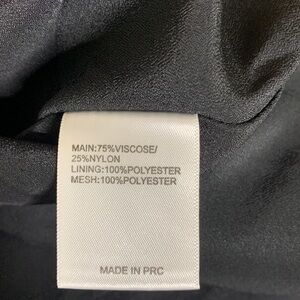 MAIN:75%VISCOSE/
25%NYLON
LINING:100%POLYESTER
MESH:100%POLYESTER
MADE IN PRC